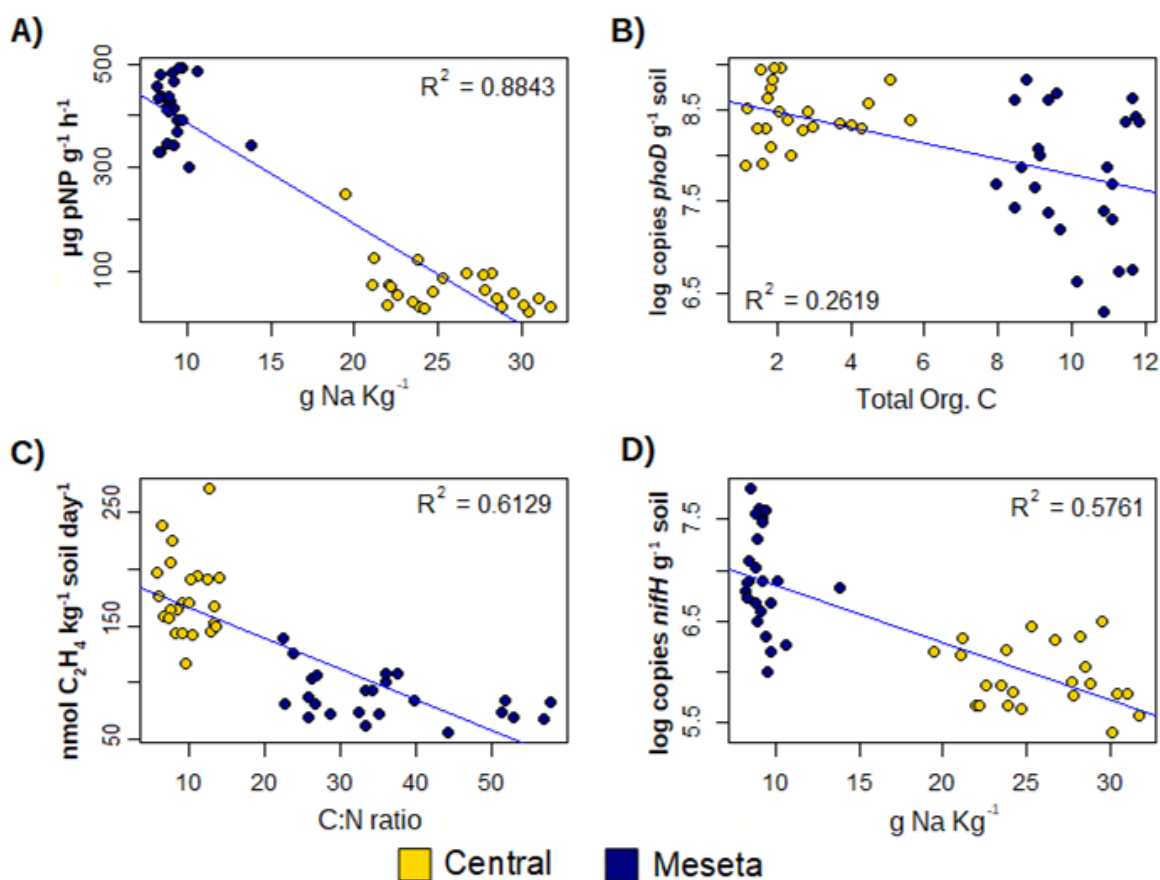 A)
R² = 0.8843
500
300
100
µg pNP g⁻¹ h⁻¹
10 15 20 25 30
g Na Kg⁻¹
B)
R² = 0.2619
8.5
7.5
6.5
log copies phoD g⁻¹ soil
2 4 6 8 10 12
Total Org. C
C)
R² = 0.6129
250
150
50
nmol C₂H₄ kg⁻¹ soil day⁻¹
10 20 30 40 50
C:N ratio
D)
R² = 0.5761
7.5
6.5
5.5
log copies nifH g⁻¹ soil
10 15 20 25 30
g Na Kg⁻¹
Central Meseta